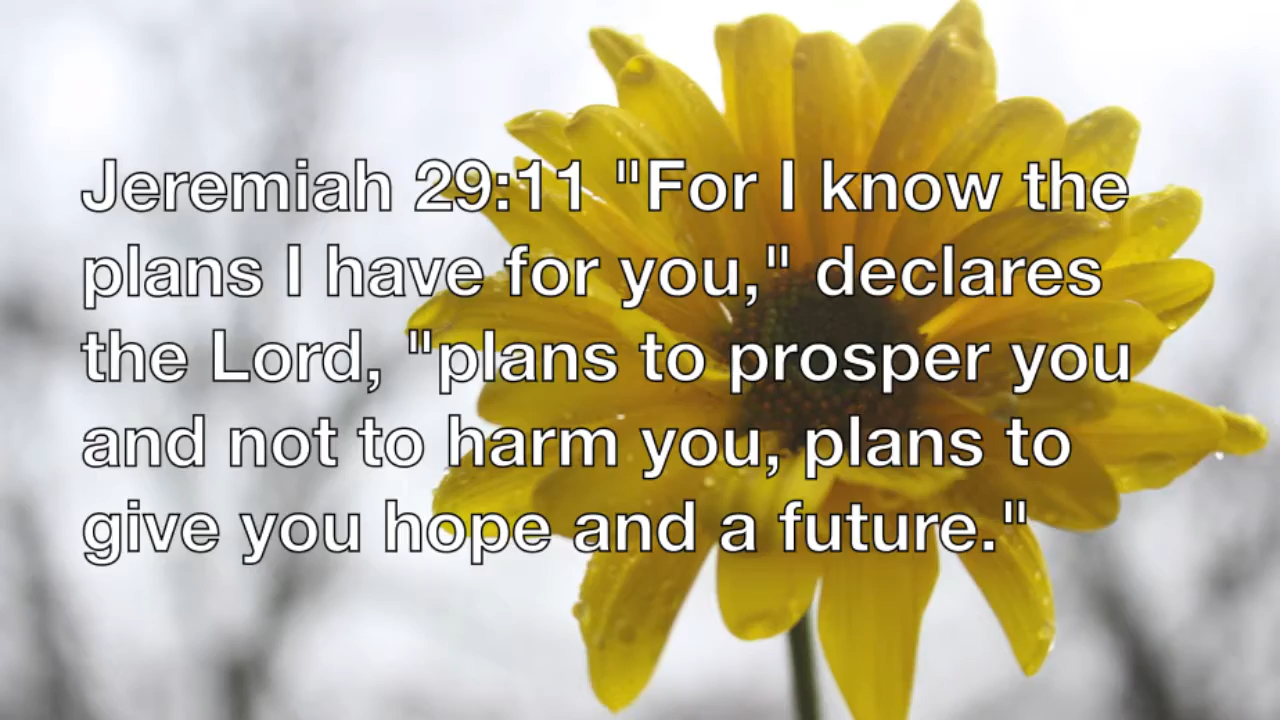 Jeremiah 29:11 "For I know the
plans I have for you," declares
the Lord, "plans to prosper you
and not to harm you, plans to
give you hope and a future."